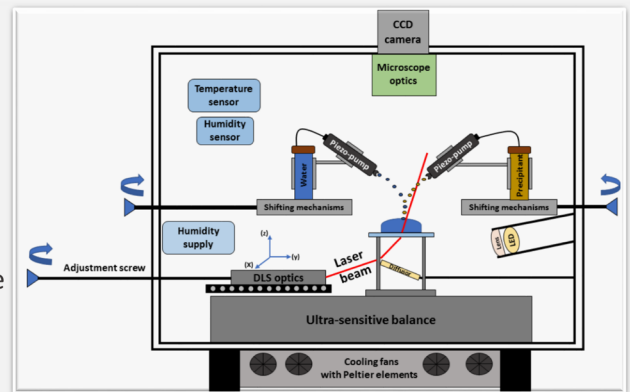 CCD
camera
Microscope
optics
Temperature
sensor
Humidity
sensor
Piezo-pump
Piezo-pump
Water
Precipitant
Shifting mechanisms
Shifting mechanisms
Humidity
supply
(z)
(y)
(X)
Lens
LED
Adjustment screw
DLS optics
Laser
beam
Diffusor
Ultra-sensitive balance
Cooling fans
with Peltier elements